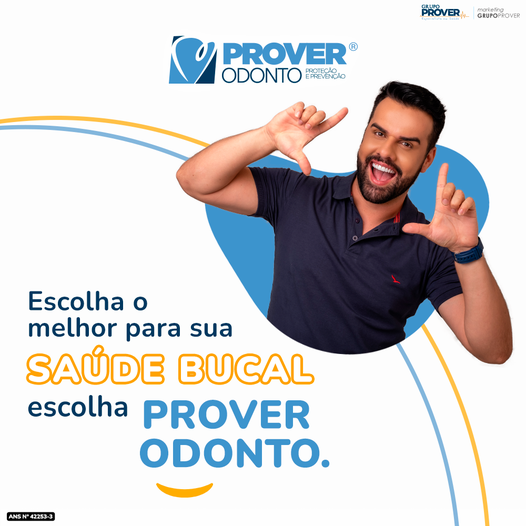 GRUPO
PROVER
marketing
GRUPOPROVER
PROVER®
ODONTO
PROTEÇÃO
E PREVENÇÃO
Escolha o
melhor para sua
SAÚDE BUCAL
escolha PROVER
ODONTO.
ANS Nº 42253-3